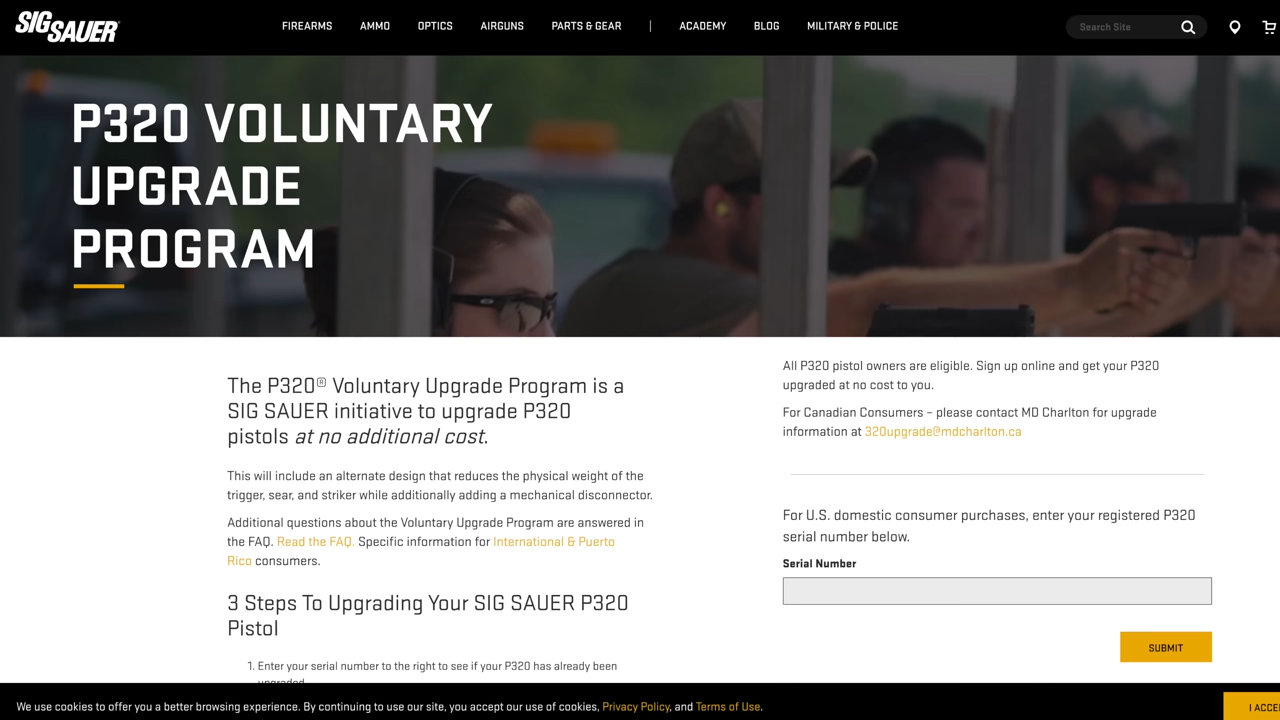 SIG SAUER
FIREARMS AMMO OPTICS AIRGUNS PARTS & GEAR | ACADEMY BLOG MILITARY & POLICE
Search Site
P320 VOLUNTARY
UPGRADE
PROGRAM
The P320® Voluntary Upgrade Program is a
SIG SAUER initiative to upgrade P320
pistols at no additional cost.
This will include an alternate design that reduces the physical weight of the
trigger, sear, and striker while additionally adding a mechanical disconnector.
Additional questions about the Voluntary Upgrade Program are answered in
the FAQ. Read the FAQ. Specific information for International & Puerto
Rico consumers.
3 Steps To Upgrading Your SIG SAUER P320
Pistol
1. Enter your serial number to the right to see if your P320 has already been
upgraded
All P320 pistol owners are eligible. Sign up online and get your P320
upgraded at no cost to you.
For Canadian Consumers – please contact MD Charlton for upgrade
information at 320upgrade@mdcharlton.ca
For U.S. domestic consumer purchases, enter your registered P320
serial number below.
Serial Number
SUBMIT
We use cookies to offer you a better browsing experience. By continuing to use our site, you accept our use of cookies, Privacy Policy, and Terms of Use.
I ACCE